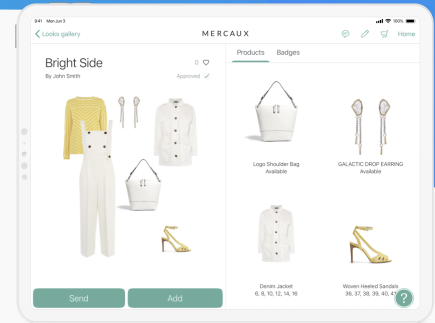 9:41 Mon Jun 3
100%
Looks gallery
MERCAUX
Home
Bright Side
0
By John Smith
Approved
Products Badges
Logo Shoulder Bag
Available
GALACTIC DROP EARRING
Available
Denim Jacket
6, 8, 10, 12, 14, 16
Woven Heeled Sandals
36, 37, 38, 39, 40, 41
?
Send
Add